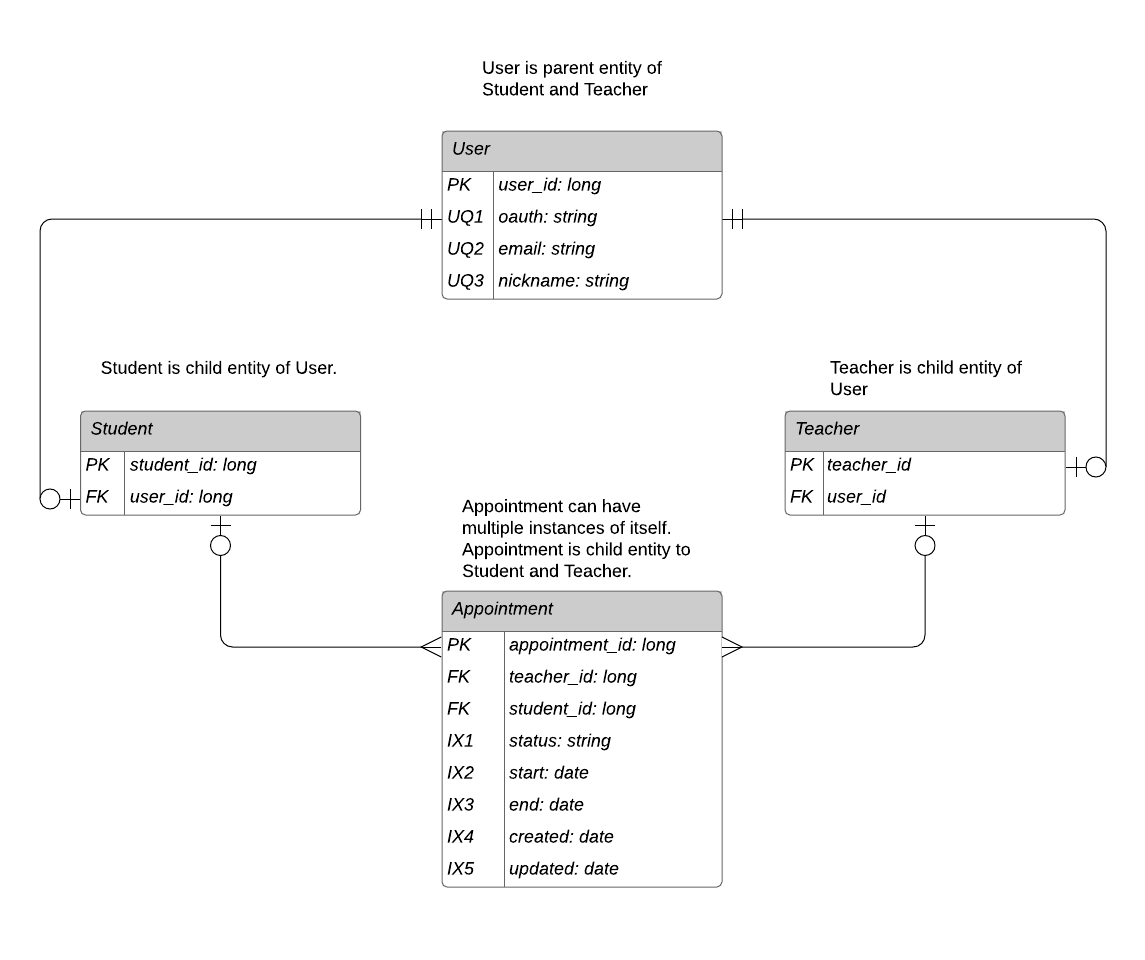 User is parent entity of
Student and Teacher
User
PK user_id: long
UQ1 oauth: string
UQ2 email: string
UQ3 nickname: string
Student is child entity of User.
Student
PK student_id: long
FK user_id: long
Teacher is child entity of
User
Teacher
PK teacher_id
FK user_id
Appointment can have
multiple instances of itself.
Appointment is child entity to
Student and Teacher.
Appointment
PK appointment_id: long
FK teacher_id: long
FK student_id: long
IX1 status: string
IX2 start: date
IX3 end: date
IX4 created: date
IX5 updated: date